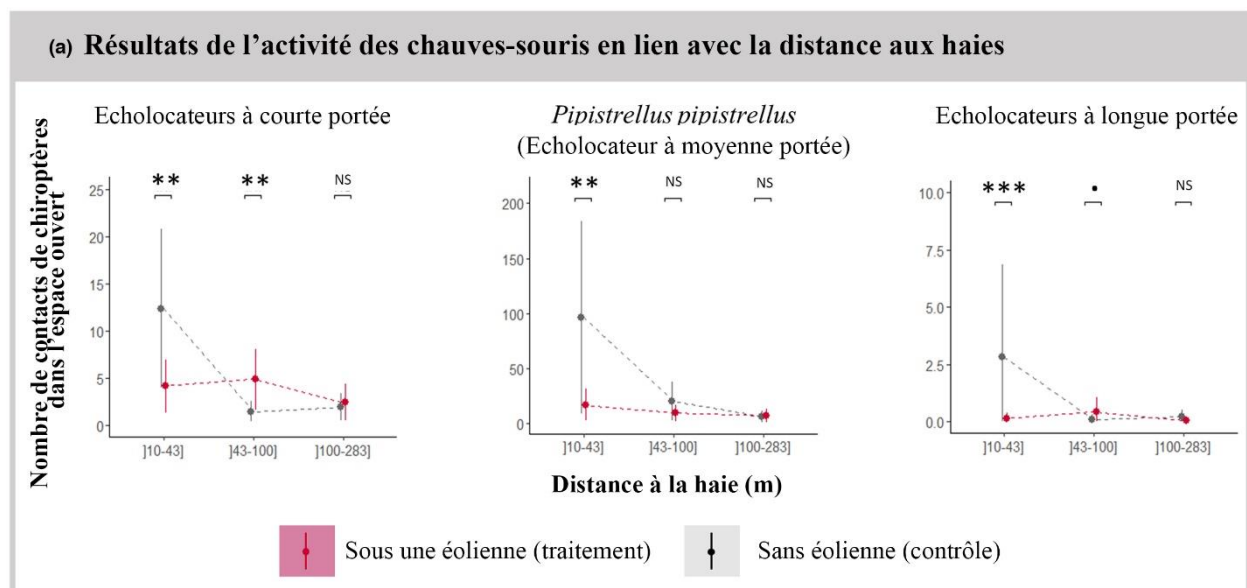 (a) Résultats de l'activité des chauves-souris en lien avec la distance aux haies
Nombre de contacts de chiroptères
dans l'espace ouvert
Echolocateurs à courte portée
** ** NS
25
20
15
10
5
0
]10-43] ]43-100] ]100-283]
Pipistrellus pipistrellus
(Echolocateur à moyenne portée)
** NS NS
200
150
100
50
0
]10-43] ]43-100] ]100-283]
Echolocateurs à longue portée
*** • NS
10.0
7.5
5.0
2.5
0.0
]10-43] ]43-100] ]100-283]
Distance à la haie (m)
Sous une éolienne (traitement) Sans éolienne (contrôle)